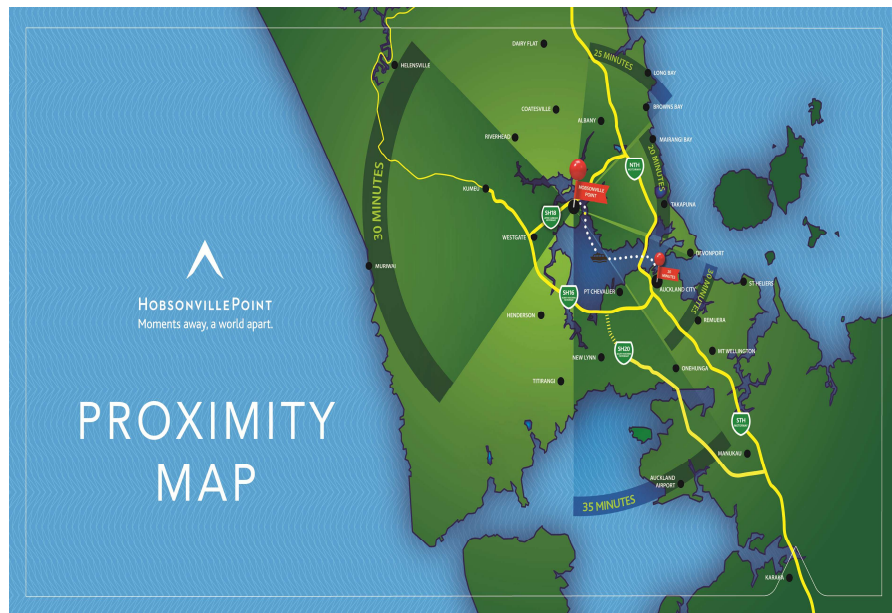 DAIRY FLAT
25 MINUTES
HELENSVILLE
LONG BAY
COATESVILLE
BROWNS BAY
ALBANY
RIVERHEAD
MAIRANGI BAY
20 MINUTES
NTH
30 MINUTES
KUMEU
HOBSONVILLE
POINT
TAKAPUNA
SH18
WESTGATE
DEVONPORT
MURIWAI
30 MINUTES
ST HELIERS
PT CHEVALIER
AUCKLAND CITY
SH16
HOBSONVILLEPOINT
Moments away, a world apart.
HENDERSON
REMUERA
SH20
MT WELLINGTON
NEW LYNN
ONEHUNGA
TITIRANGI
PROXIMITY
MAP
STH
MANUKAU
AUCKLAND
AIRPORT
35 MINUTES
KARAKA